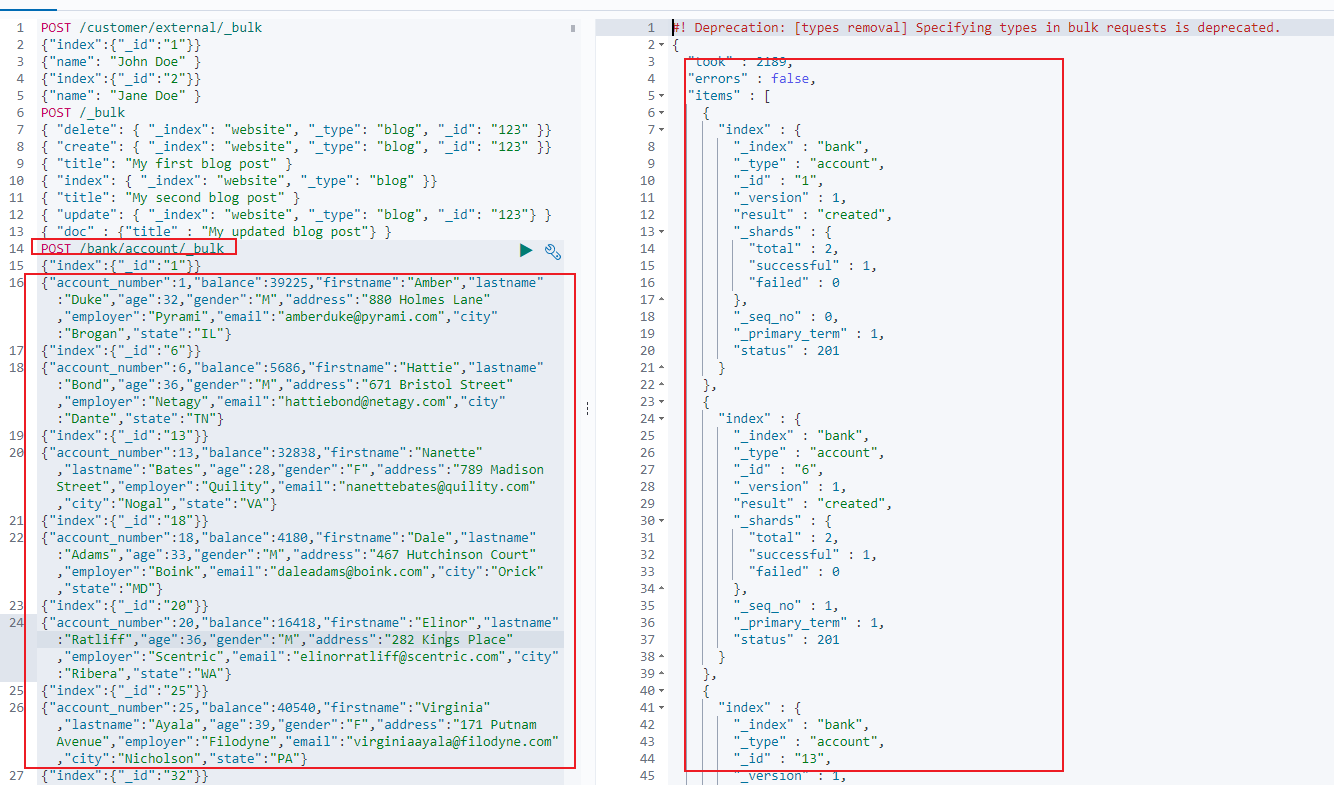 1 POST /customer/external/_bulk
2 {"index":{"_id":"1"}}
3 {"name": "John Doe" }
4 {"index":{"_id":"2"}}
5 {"name": "Jane Doe" }
6 POST /_bulk
7 { "delete": { "_index": "website", "_type": "blog", "_id": "123" }}
8 { "create": { "_index": "website", "_type": "blog", "_id": "123" }}
9 { "title": "My first blog post" }
10 { "index": { "_index": "website", "_type": "blog" }}
11 { "title": "My second blog post" }
12 { "update": { "_index": "website", "_type": "blog", "_id": "123"} }
13 { "doc" : {"title" : "My updated blog post"} }
14 POST /bank/account/_bulk
15 {"index":{"_id":"1"}}
16 {"account_number":1,"balance":39225,"firstname":"Amber","lastname"
:"Duke","age":32,"gender":"M","address":"880 Holmes Lane"
,"employer":"Pyrami","email":"amberduke@pyrami.com","city"
:"Brogan","state":"IL"}
17 {"index":{"_id":"6"}}
18 {"account_number":6,"balance":5686,"firstname":"Hattie","lastname"
:"Bond","age":36,"gender":"M","address":"671 Bristol Street"
,"employer":"Netagy","email":"hattiebond@netagy.com","city"
:"Dante","state":"TN"}
19 {"index":{"_id":"13"}}
20 {"account_number":13,"balance":32838,"firstname":"Nanette"
,"lastname":"Bates","age":28,"gender":"F","address":"789 Madison
Street","employer":"Quility","email":"nanettebates@quility.com"
,"city":"Nogal","state":"VA"}
21 {"index":{"_id":"18"}}
22 {"account_number":18,"balance":4180,"firstname":"Dale","lastname"
:"Adams","age":33,"gender":"M","address":"467 Hutchinson Court"
,"employer":"Boink","email":"daleadams@boink.com","city":"Orick"
,"state":"MD"}
23 {"index":{"_id":"20"}}
24 {"account_number":20,"balance":16418,"firstname":"Elinor","lastname"
:"Ratliff","age":36,"gender":"M","address":"282 Kings Place"
,"employer":"Scentric","email":"elinorratliff@scentric.com","city"
:"Ribera","state":"WA"}
25 {"index":{"_id":"25"}}
26 {"account_number":25,"balance":40540,"firstname":"Virginia"
,"lastname":"Ayala","age":39,"gender":"F","address":"171 Putnam
Avenue","employer":"Filodyne","email":"virginiaayala@filodyne.com"
,"city":"Nicholson","state":"PA"}
27 {"index":{"_id":"32"}}
1 #! Deprecation: [types removal] Specifying types in bulk requests is deprecated.
2 {
3 "took" : 2189,
4 "errors" : false,
5 "items" : [
6 {
7 "index" : {
8 "_index" : "bank",
9 "_type" : "account",
10 "_id" : "1",
11 "_version" : 1,
12 "result" : "created",
13 "_shards" : {
14 "total" : 2,
15 "successful" : 1,
16 "failed" : 0
17 },
18 "_seq_no" : 0,
19 "_primary_term" : 1,
20 "status" : 201
21 }
22 },
23 {
24 "index" : {
25 "_index" : "bank",
26 "_type" : "account",
27 "_id" : "6",
28 "_version" : 1,
29 "result" : "created",
30 "_shards" : {
31 "total" : 2,
32 "successful" : 1,
33 "failed" : 0
34 },
35 "_seq_no" : 1,
36 "_primary_term" : 1,
37 "status" : 201
38 }
39 },
40 {
41 "index" : {
42 "_index" : "bank",
43 "_type" : "account",
44 "_id" : "13",
45 "_version" : 1,